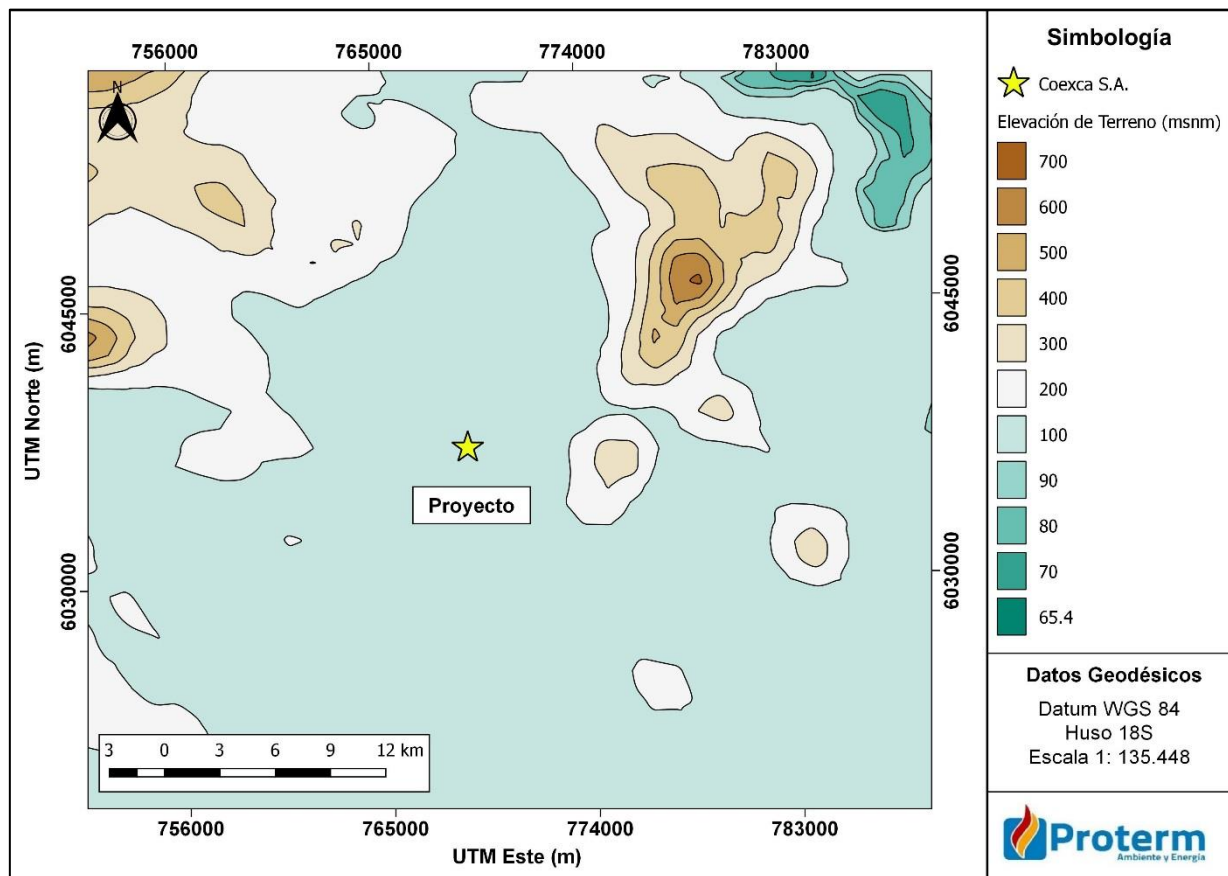 756000
765000
774000
783000
N
6045000
6030000
UTM Norte (m)
6045000
6030000
Proyecto
3 0 3 6 9 12 km
756000
765000
774000
783000
UTM Este (m)
Simbología
Coexca S.A.
Elevación de Terreno (msnm)
700
600
500
400
300
200
100
90
80
70
65.4
Datos Geodésicos
Datum WGS 84
Huso 18S
Escala 1: 135.448
Proterm
Ambiente y Energía